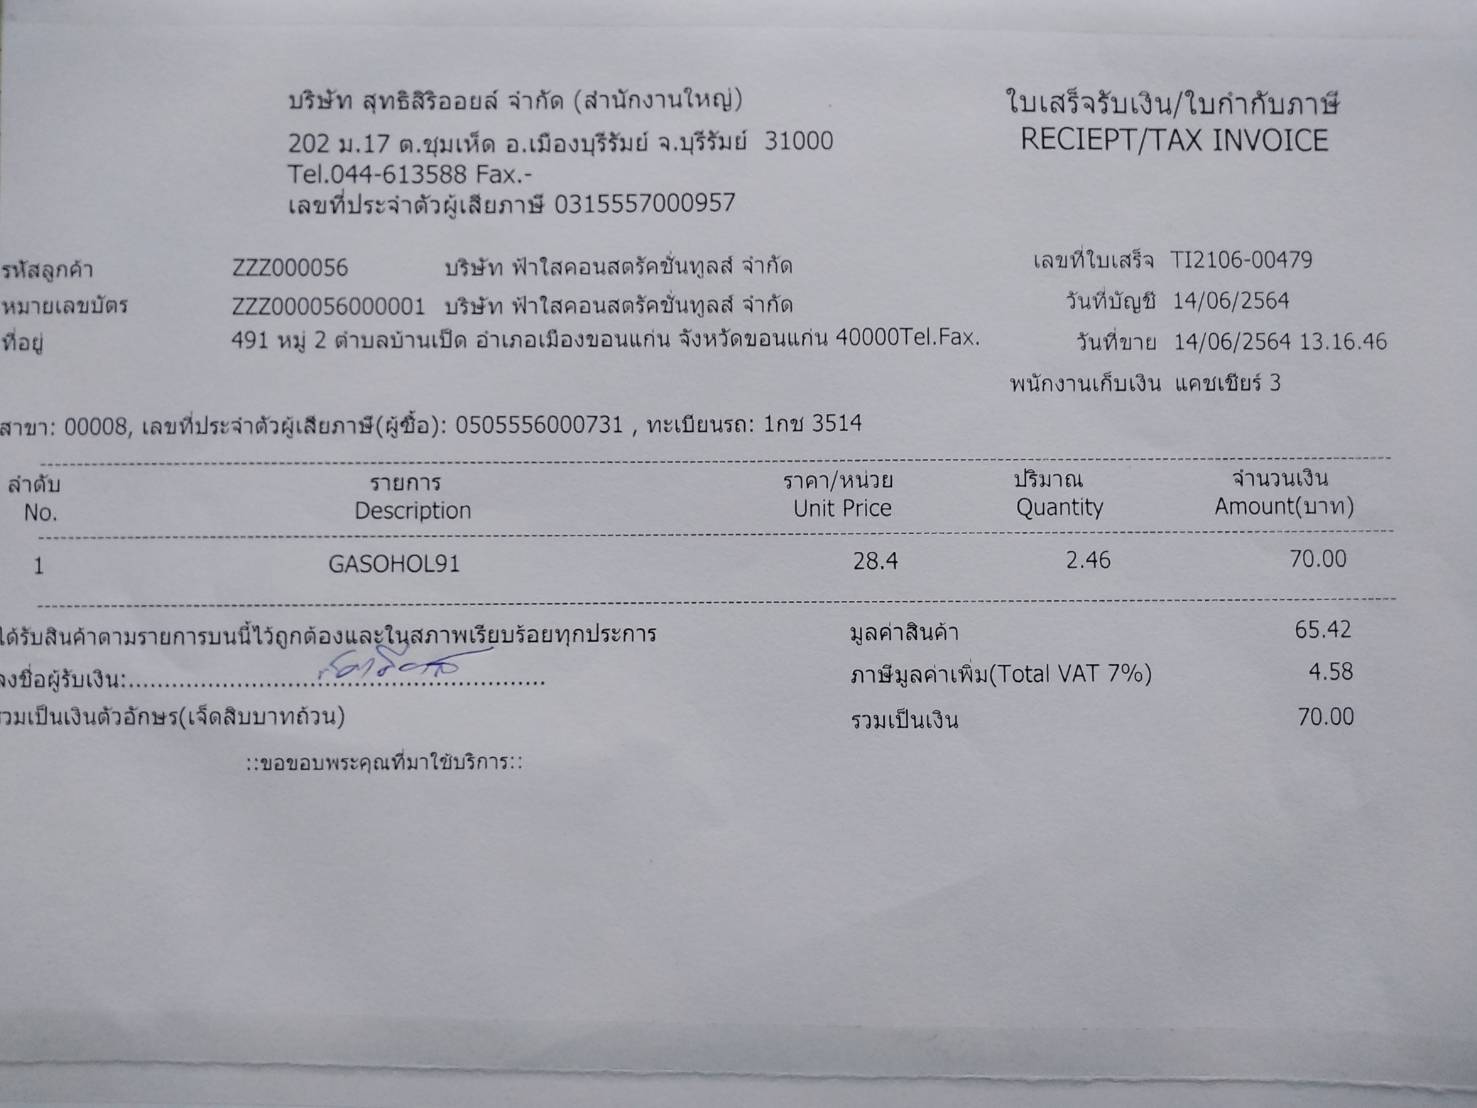 บริษัท สุทธิสิริออยล์ จำกัด (สำนักงานใหญ่)
202 ม.17 ต.ชุมเห็ด อ.เมืองบุรีรัมย์ จ.บุรีรัมย์ 31000
Tel.044-613588 Fax.-
เลขที่ประจำตัวผู้เสียภาษี 0315557000957
ใบเสร็จรับเงิน/ใบกำกับภาษี
RECIEPT/TAX INVOICE
รหัสลูกค้า ZZZ000056 บริษัท ฟ้าใสคอนสตรัคชั่นทูลส์ จำกัด
หมายเลขบัตร ZZZ000056000001 บริษัท ฟ้าใสคอนสตรัคชั่นทูลส์ จำกัด
ที่อยู่ 491 หมู่ 2 ตำบลบ้านเป็ด อำเภอเมืองขอนแก่น จังหวัดขอนแก่น 40000Tel.Fax.
เลขที่ใบเสร็จ TI2106-00479
วันที่บัญชี 14/06/2564
วันที่ขาย 14/06/2564 13.16.46
พนักงานเก็บเงิน แคชเชียร์ 3
สาขา: 00008, เลขที่ประจำตัวผู้เสียภาษี(ผู้ซื้อ): 0505556000731 , ทะเบียนรถ: 1กช 3514
ลำดับ รายการ ราคา/หน่วย ปริมาณ จำนวนเงิน
No. Description Unit Price Quantity Amount(บาท)
1 GASOHOL91 28.4 2.46 70.00
ได้รับสินค้าตามรายการบนนี้ไว้ถูกต้องและในสภาพเรียบร้อยทุกประการ มูลค่าสินค้า 65.42
ลงชื่อผู้รับเงิน:.......................................................... ภาษีมูลค่าเพิ่ม(Total VAT 7%) 4.58
รวมเป็นเงินตัวอักษร(เจ็ดสิบบาทถ้วน) รวมเป็นเงิน 70.00
::ขอขอบพระคุณที่มาใช้บริการ::